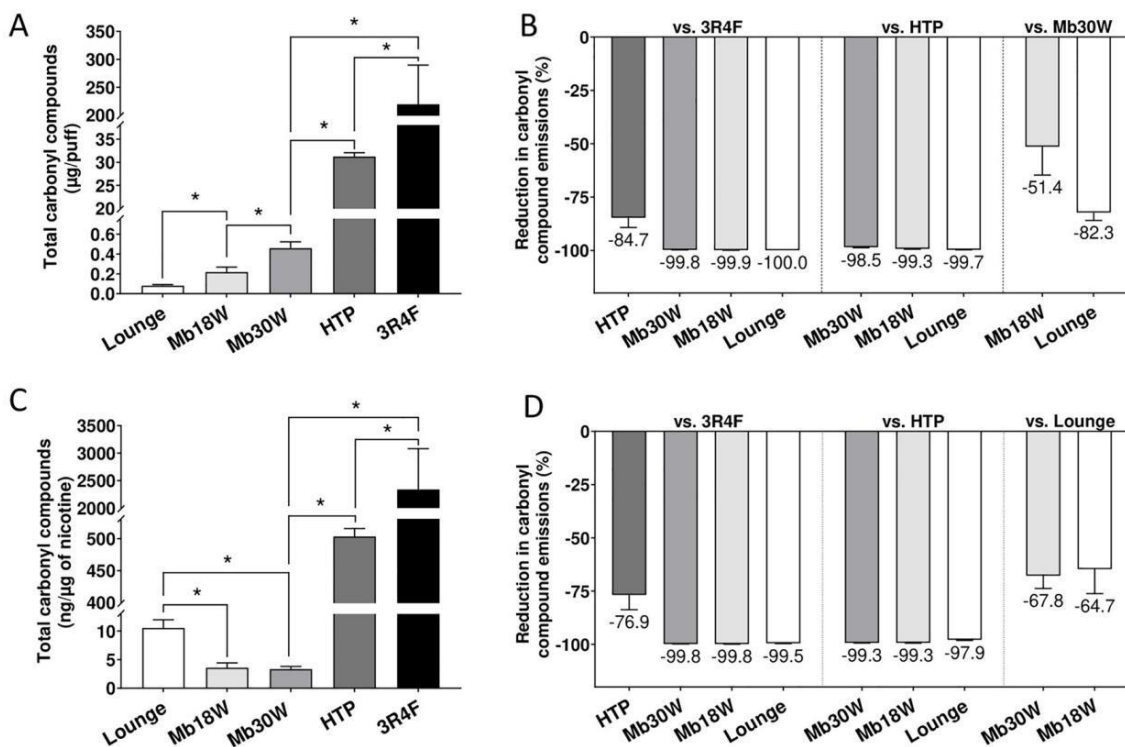 A
Total carbonyl compounds
(µg/puff)
350
300
250
200
35
30
25
20
0.6
0.4
0.2
0.0
*
*
*
*
*
Lounge
Mb18W
Mb30W
HTP
3R4F
B
Reduction in carbonyl
compound emissions (%)
vs. 3R4F
vs. HTP
vs. Mb30W
0
-25
-50
-75
-100
-84.7
-99.8
-99.9
-100.0
-98.5
-99.3
-99.7
-51.4
-82.3
HTP
Mb30W
Mb18W
Lounge
Mb30W
Mb18W
Lounge
Mb18W
Lounge
C
Total carbonyl compounds
(ng/µg of nicotine)
3500
3000
2500
2000
500
450
400
10
5
0
*
*
*
*
*
Lounge
Mb18W
Mb30W
HTP
3R4F
D
Reduction in carbonyl
compound emissions (%)
vs. 3R4F
vs. HTP
vs. Lounge
0
-25
-50
-75
-100
-76.9
-99.8
-99.8
-99.5
-99.3
-99.3
-97.9
-67.8
-64.7
HTP
Mb30W
Mb18W
Lounge
Mb30W
Mb18W
Lounge
Mb30W
Mb18W